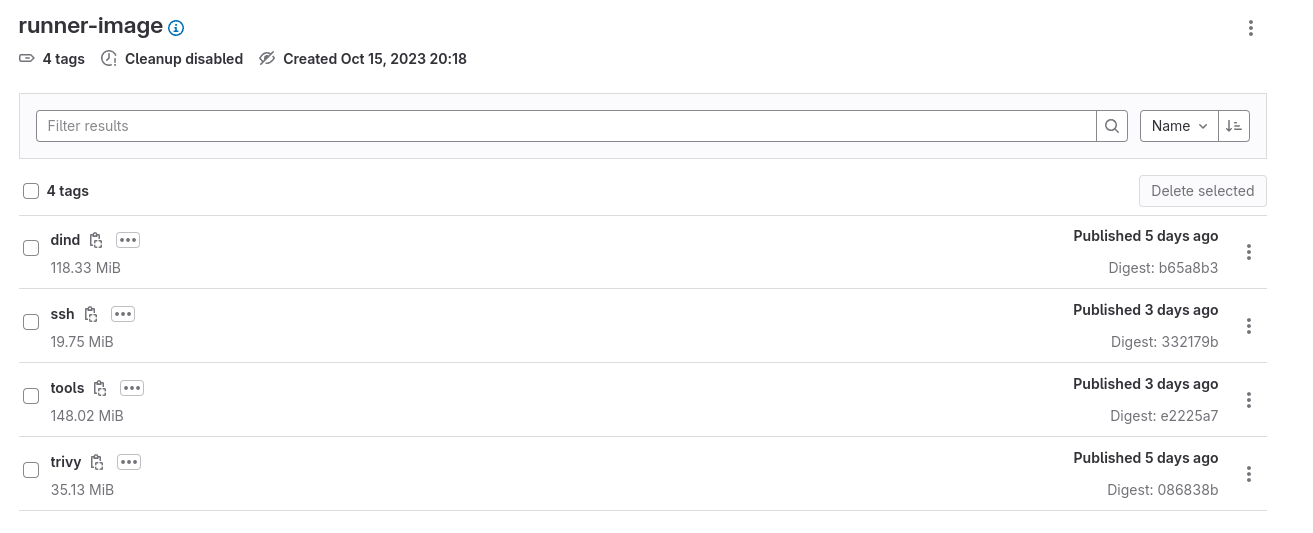 runner-image
4 tags Cleanup disabled Created Oct 15, 2023 20:18
Filter results Name
4 tags Delete selected
dind Published 5 days ago
118.33 MiB Digest: b65a8b3
ssh Published 3 days ago
19.75 MiB Digest: 332179b
tools Published 3 days ago
148.02 MiB Digest: e2225a7
trivy Published 5 days ago
35.13 MiB Digest: 086838b